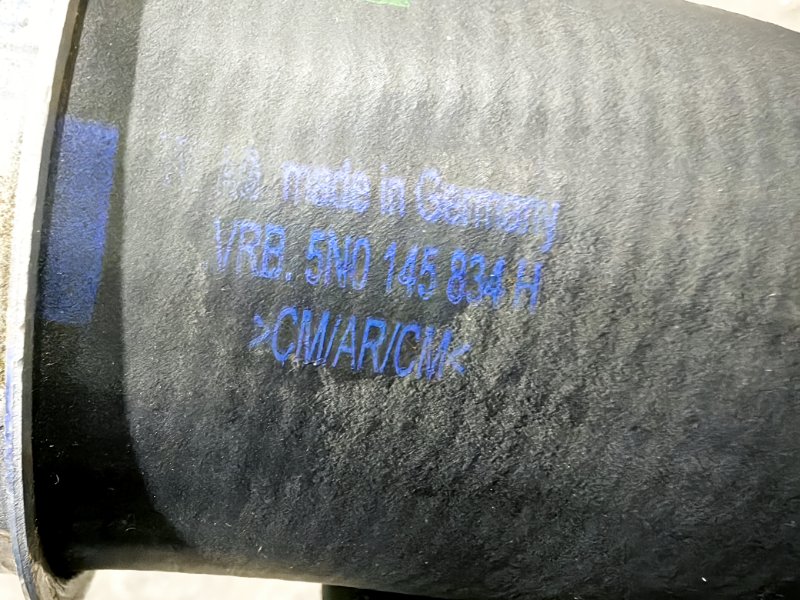 made in Germany
VRB. 5N0 145 834 H
>CM/AR/CM<